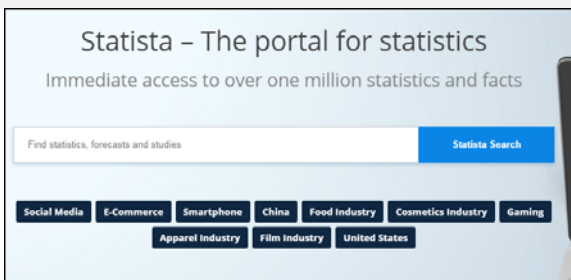 Statista – The portal for statistics
Immediate access to over one million statistics and facts
Find statistics, forecasts and studies
Statista Search
Social Media E-Commerce Smartphone China Food Industry Cosmetics Industry Gaming
Apparel Industry Film Industry United States